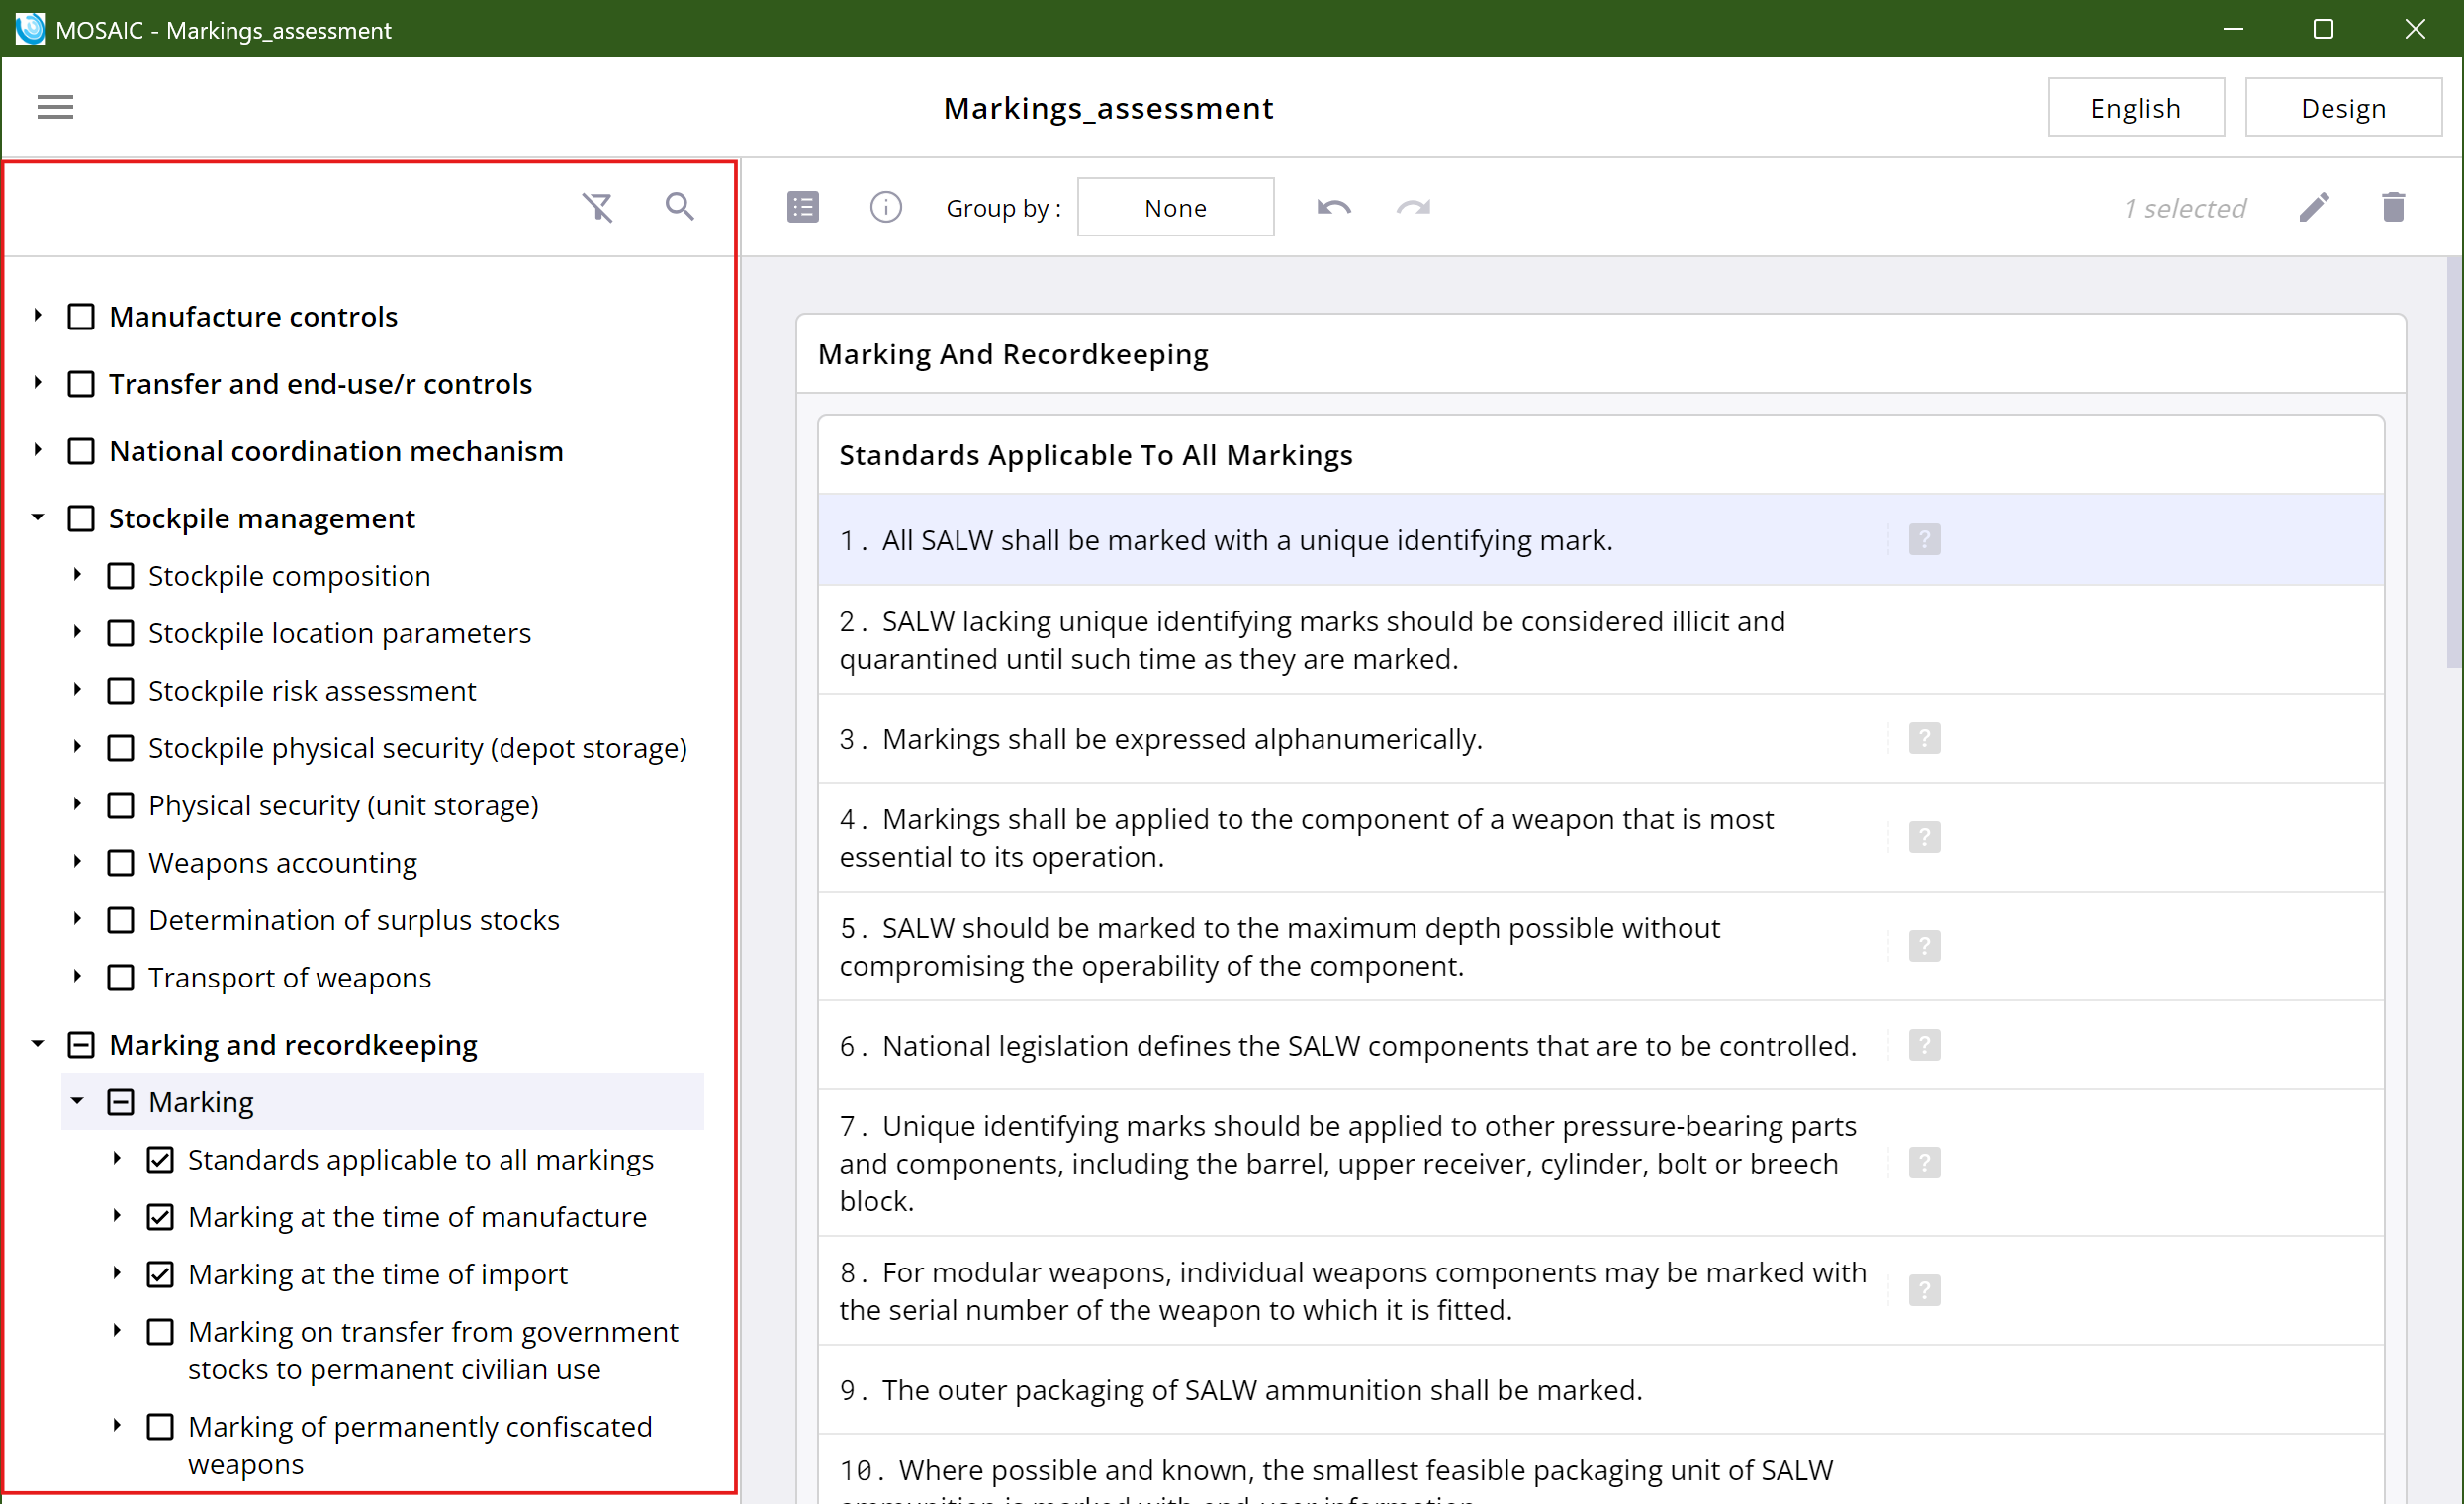 MOSAIC - Markings_assessment
Markings_assessment
English
Design
Group by :
None
1 selected
Manufacture controls
Transfer and end-use/r controls
National coordination mechanism
Stockpile management
Stockpile composition
Stockpile location parameters
Stockpile risk assessment
Stockpile physical security (depot storage)
Physical security (unit storage)
Weapons accounting
Determination of surplus stocks
Transport of weapons
Marking and recordkeeping
Marking
Standards applicable to all markings
Marking at the time of manufacture
Marking at the time of import
Marking on transfer from government
stocks to permanent civilian use
Marking of permanently confiscated
weapons
Marking And Recordkeeping
Standards Applicable To All Markings
1. All SALW shall be marked with a unique identifying mark. ?
2. SALW lacking unique identifying marks should be considered illicit and
quarantined until such time as they are marked.
3. Markings shall be expressed alphanumerically. ?
4. Markings shall be applied to the component of a weapon that is most
essential to its operation. ?
5. SALW should be marked to the maximum depth possible without
compromising the operability of the component. ?
6. National legislation defines the SALW components that are to be controlled. ?
7. Unique identifying marks should be applied to other pressure-bearing parts
and components, including the barrel, upper receiver, cylinder, bolt or breech ?
block.
8. For modular weapons, individual weapons components may be marked with
the serial number of the weapon to which it is fitted. ?
9. The outer packaging of SALW ammunition shall be marked.
10. Where possible and known, the smallest feasible packaging unit of SALW
ammunition is marked with end-user information.